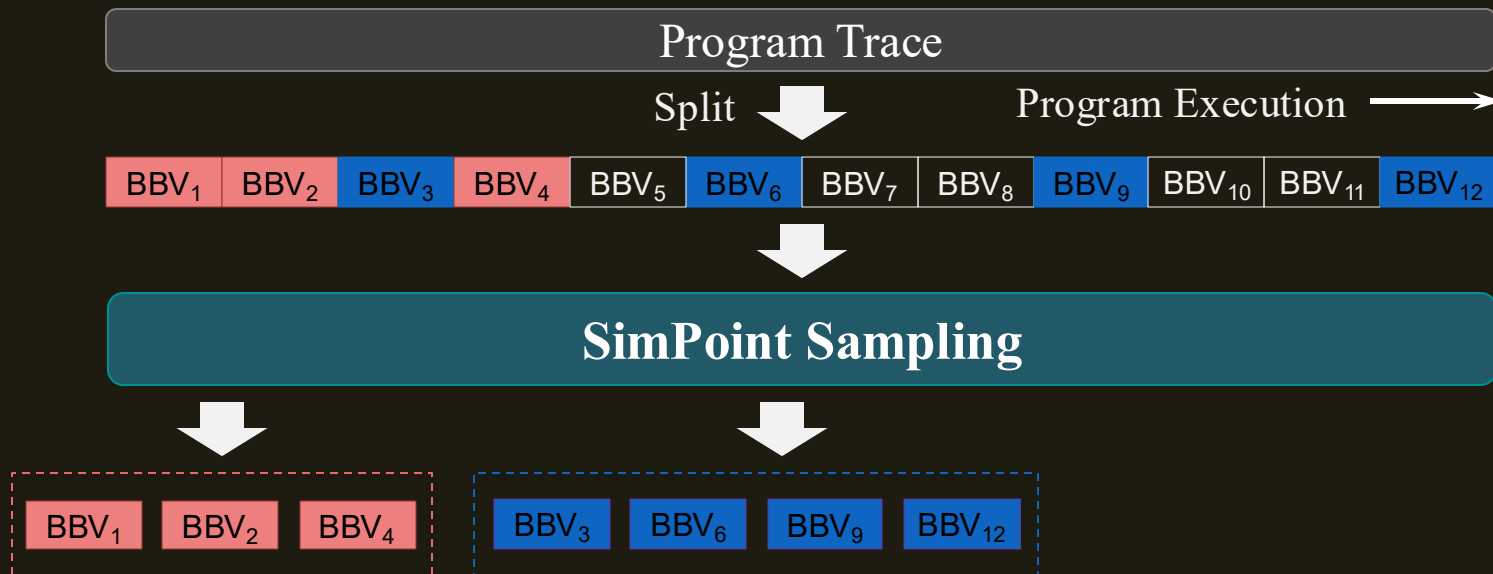 Program Trace
Split
Program Execution
BBV₁ BBV₂ BBV₃ BBV₄ BBV₅ BBV₆ BBV₇ BBV₈ BBV₉ BBV₁₀ BBV₁₁ BBV₁₂
SimPoint Sampling
BBV₁ BBV₂ BBV₄ BBV₃ BBV₆ BBV₉ BBV₁₂